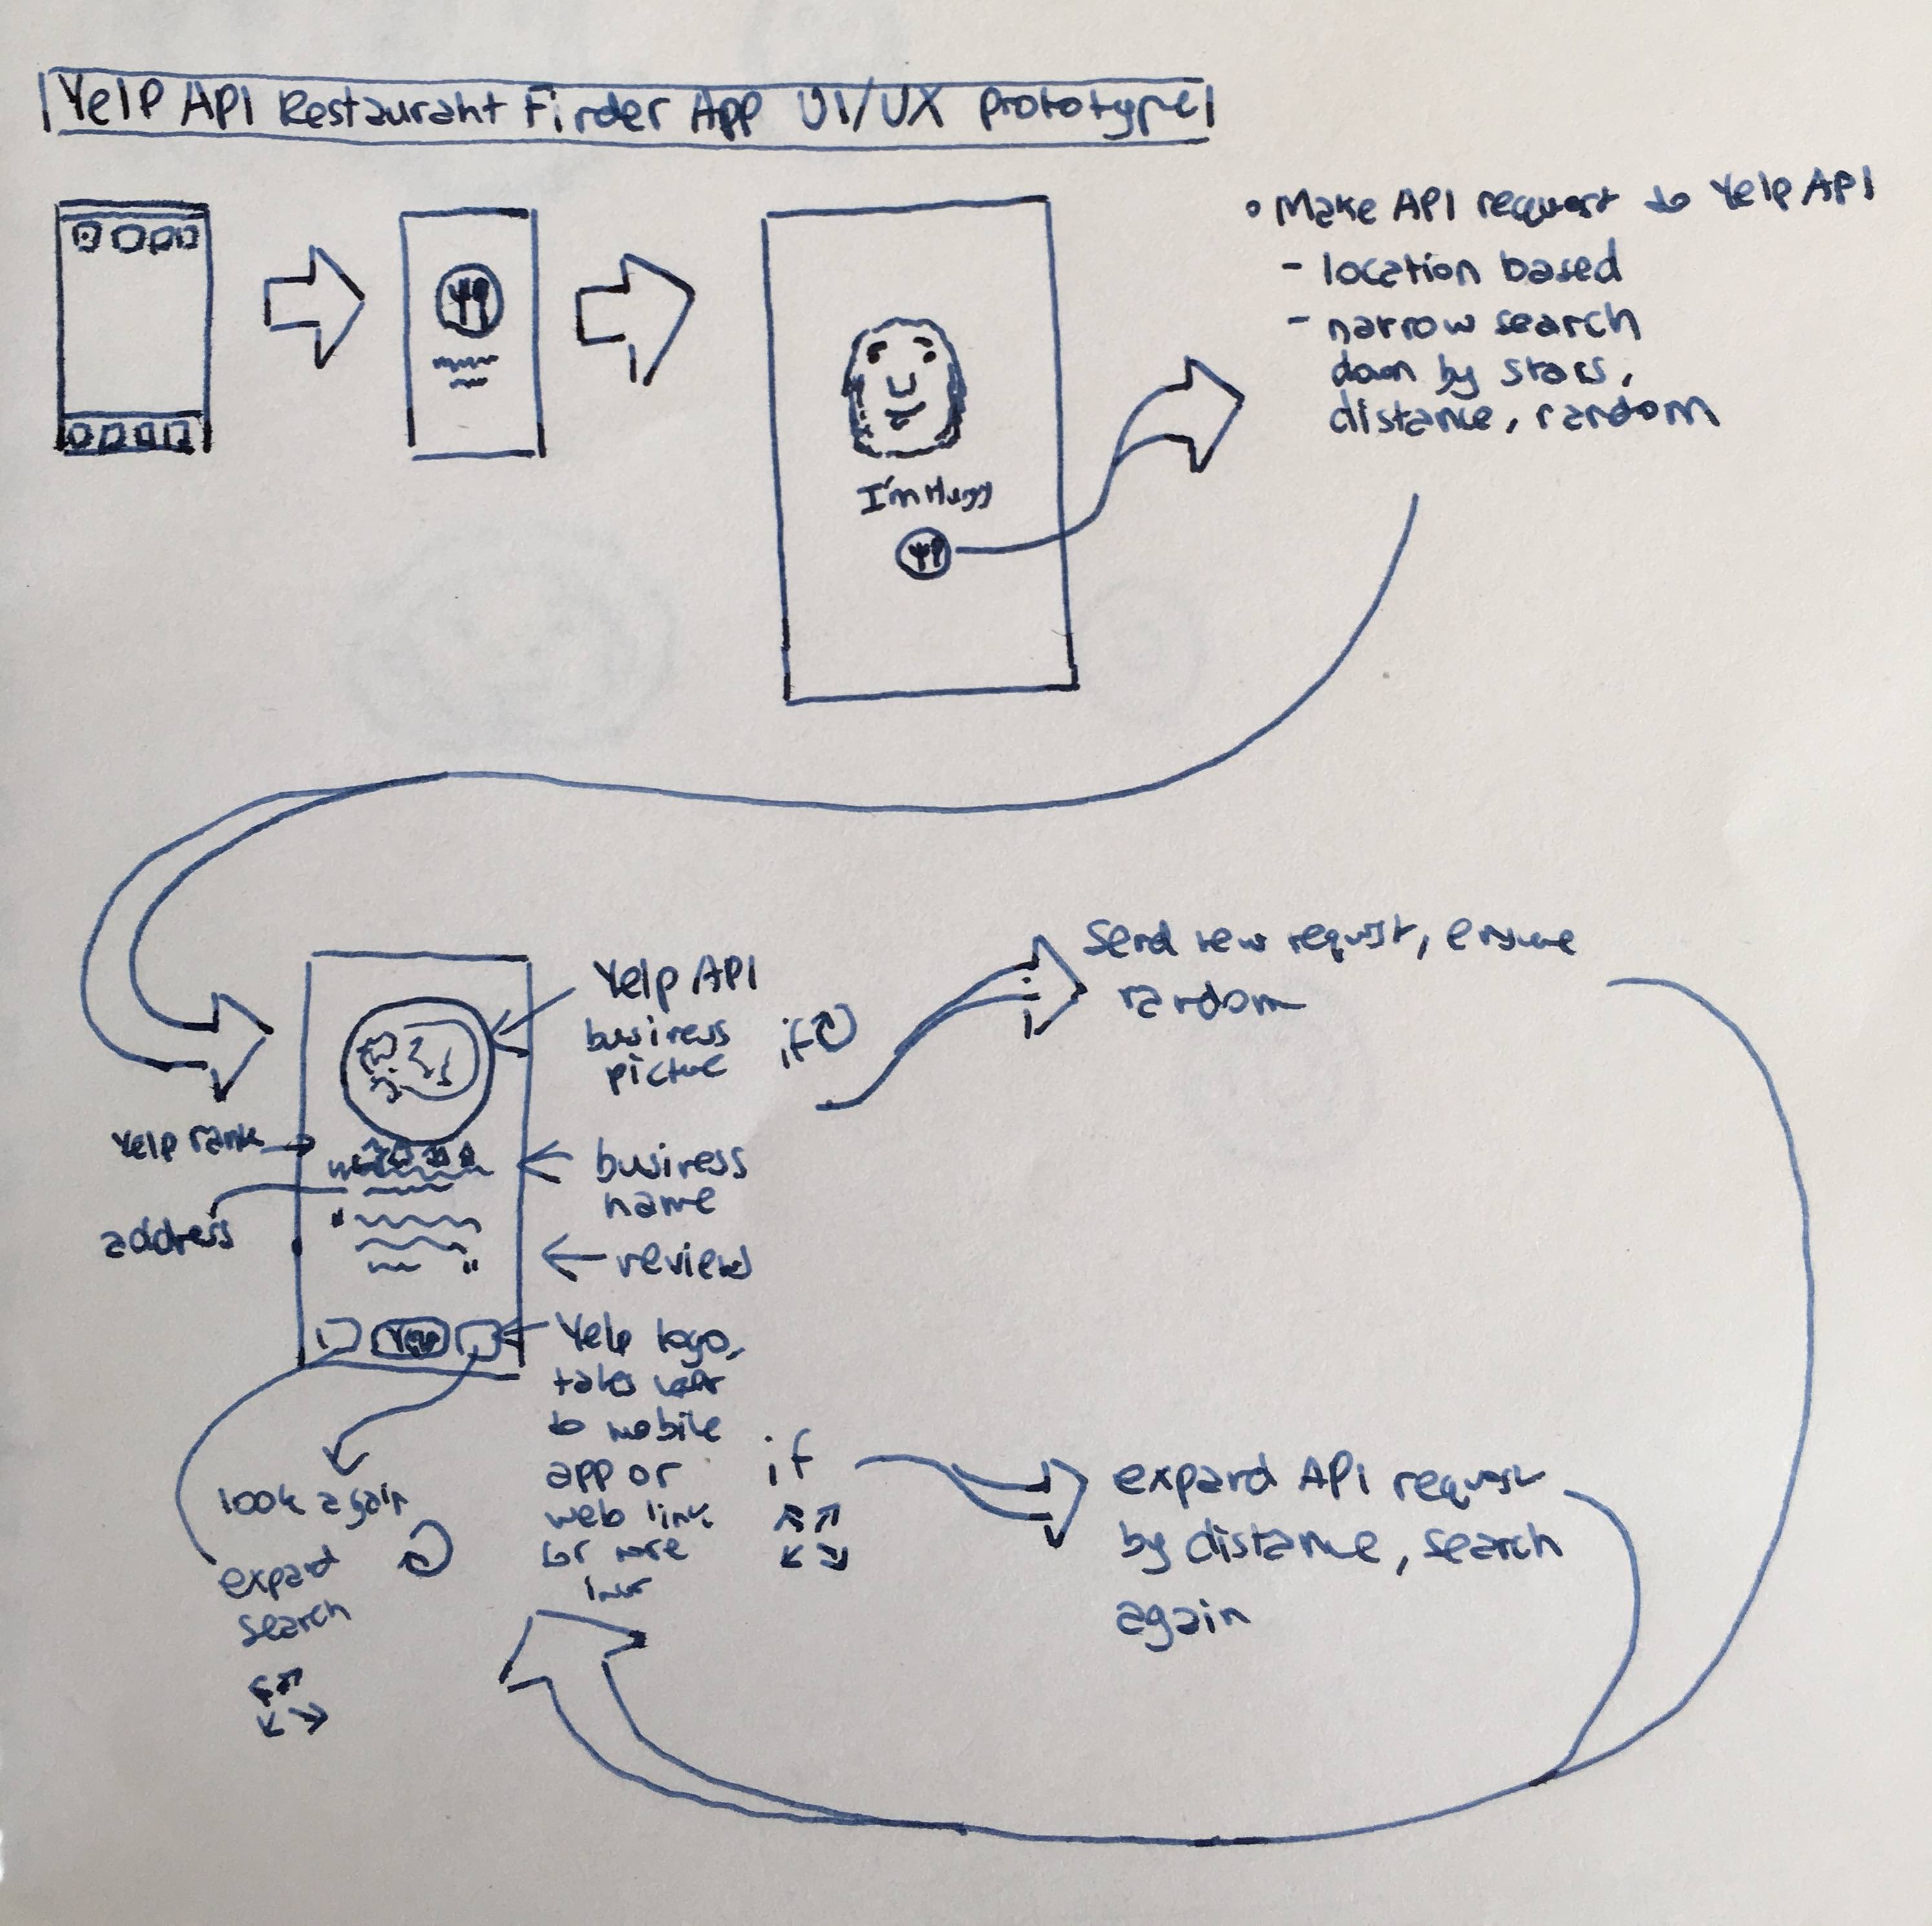 Yelp API Restaurant Finder App UI/UX Prototype
I'm Hungy
• Make API request to Yelp API
- location based
- narrow search
down by stars,
distance, random
Yelp API
business
picture
if
Send new request, ensure
random
Yelp rank
business
name
address
review
Yelp
Yelp logo,
takes user
to mobile
app or
web link
for more
info
look again
expand
search
if
expand API request
by distance, search
again